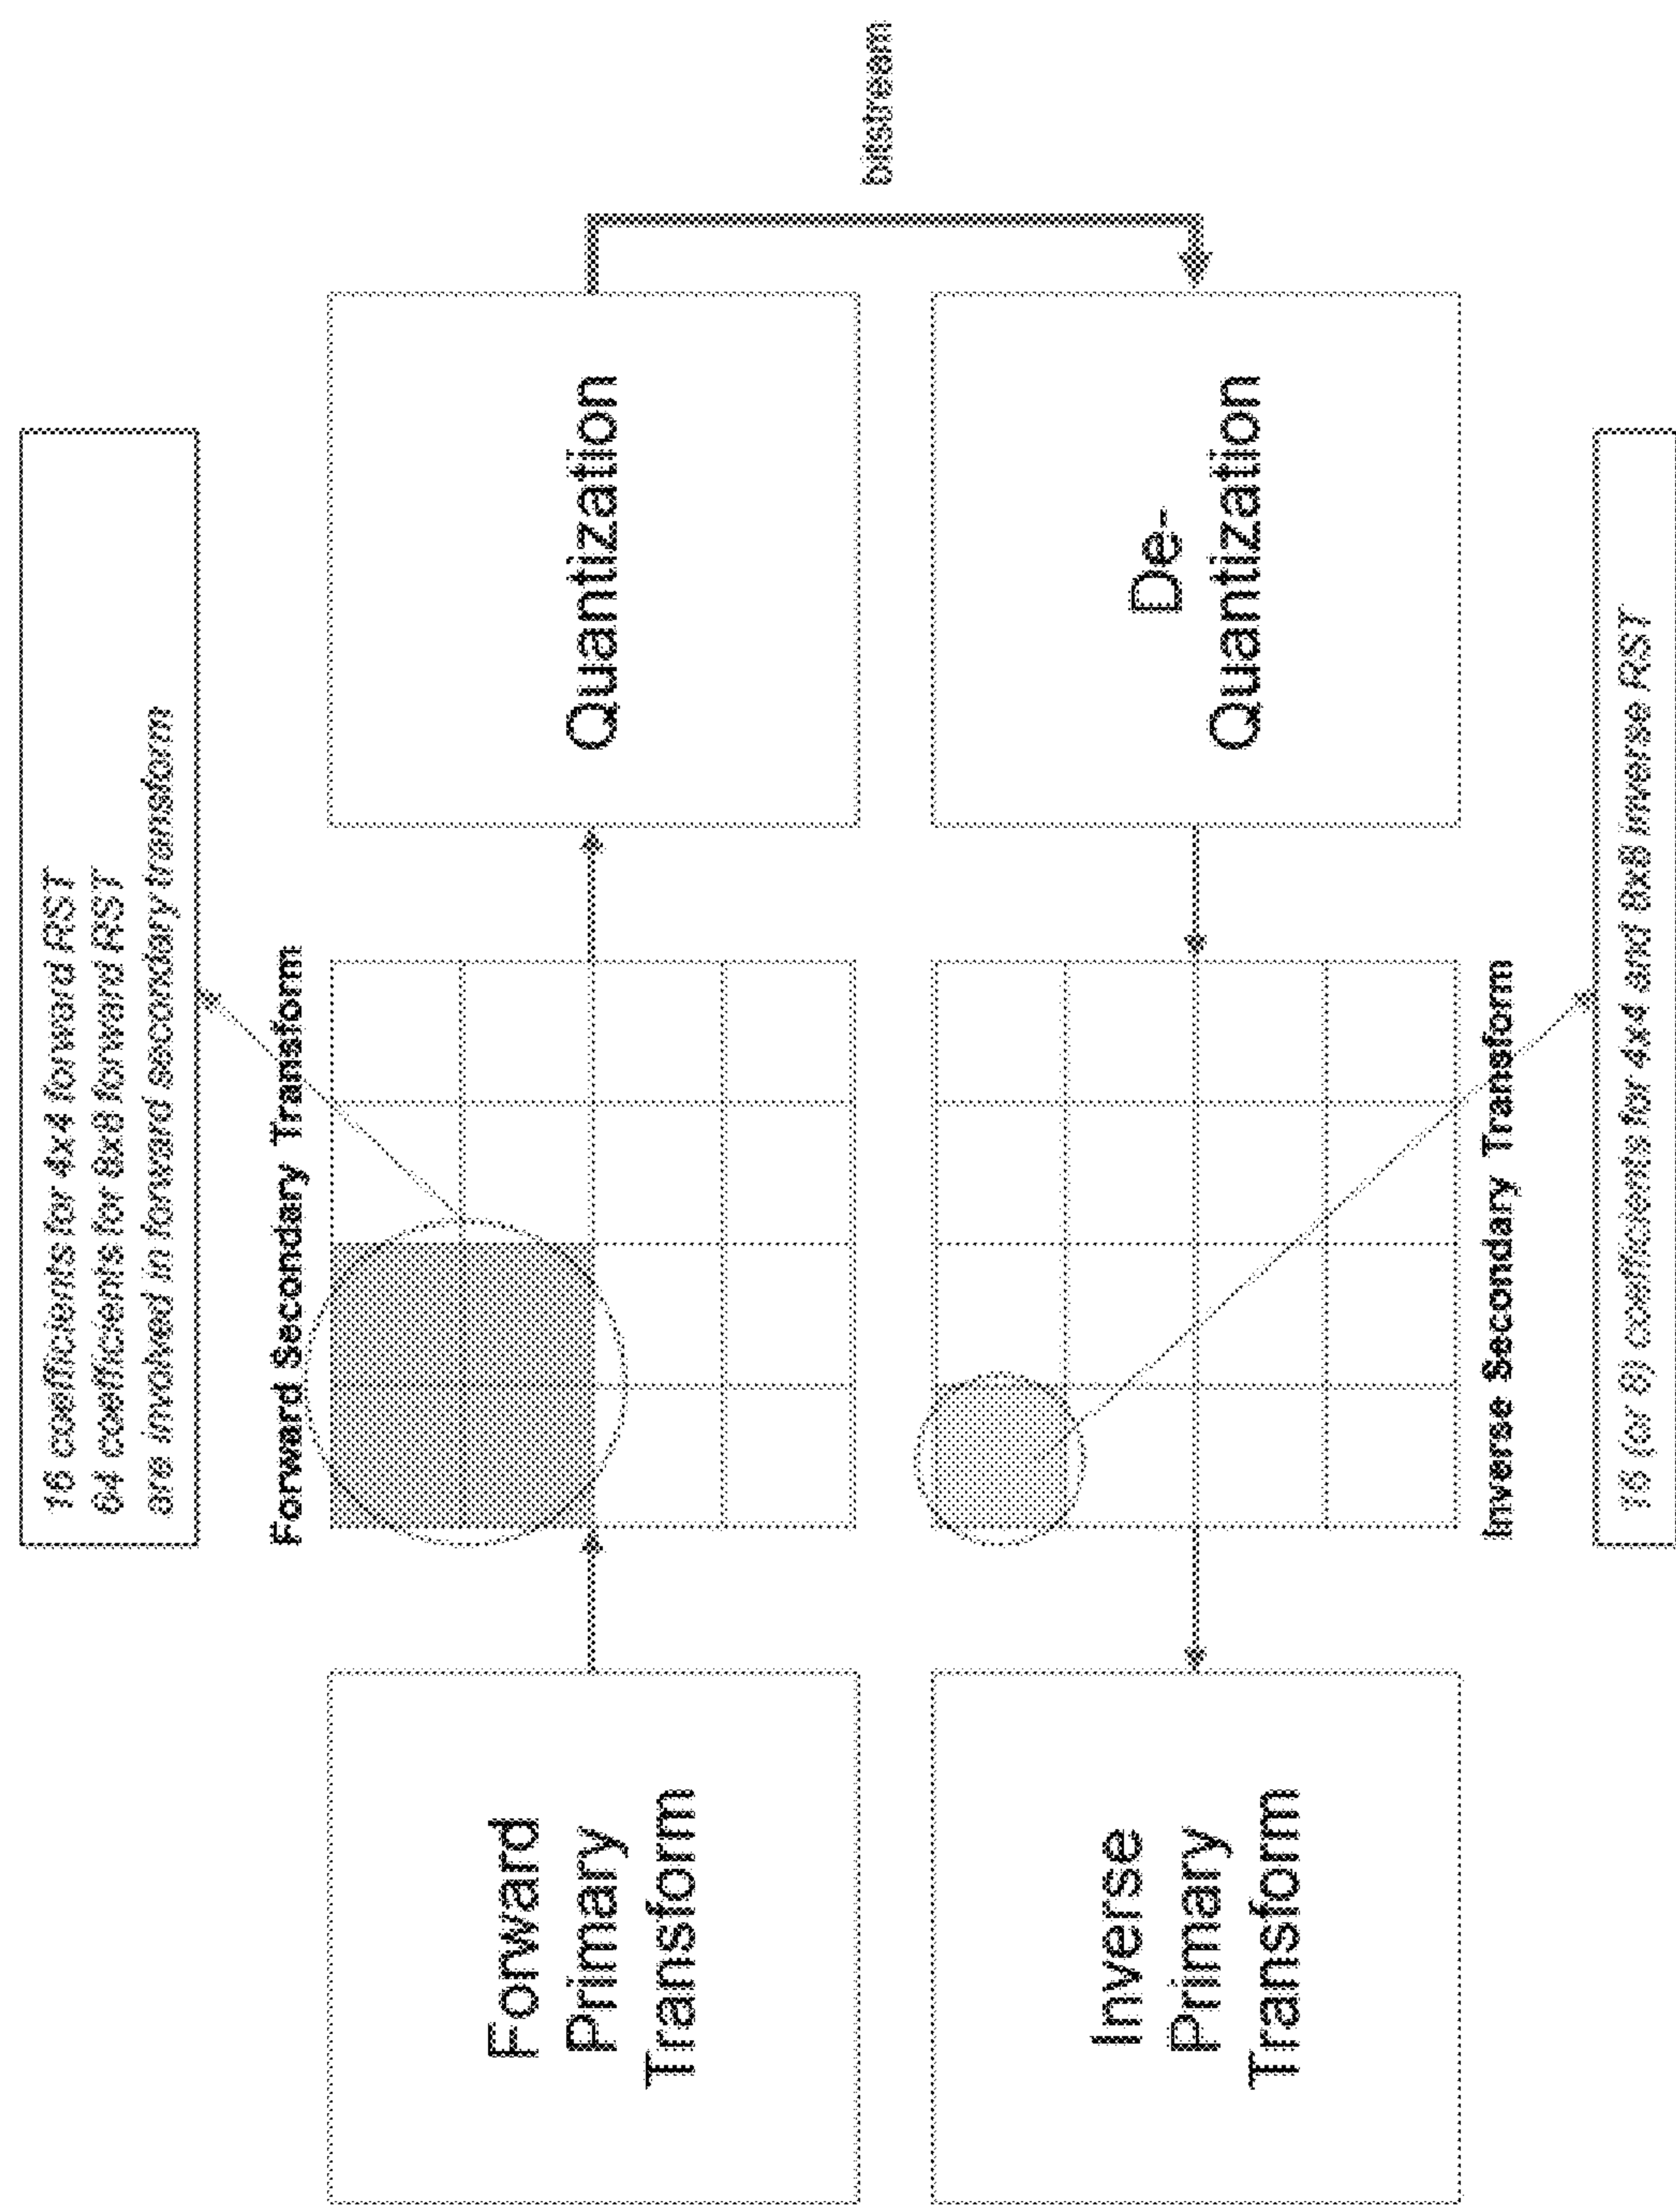 16 coefficients for 4x4 forward RST
64 coefficients for 8x8 forward RST
are involved in forward secondary transform
Forward Secondary Transform
Forward
Primary
Transform
Quantization
bitstream
Inverse
Primary
Transform
De-
Quantization
Inverse Secondary Transform
16 (or 8) coefficients for 4x4 and 8x8 inverse RST